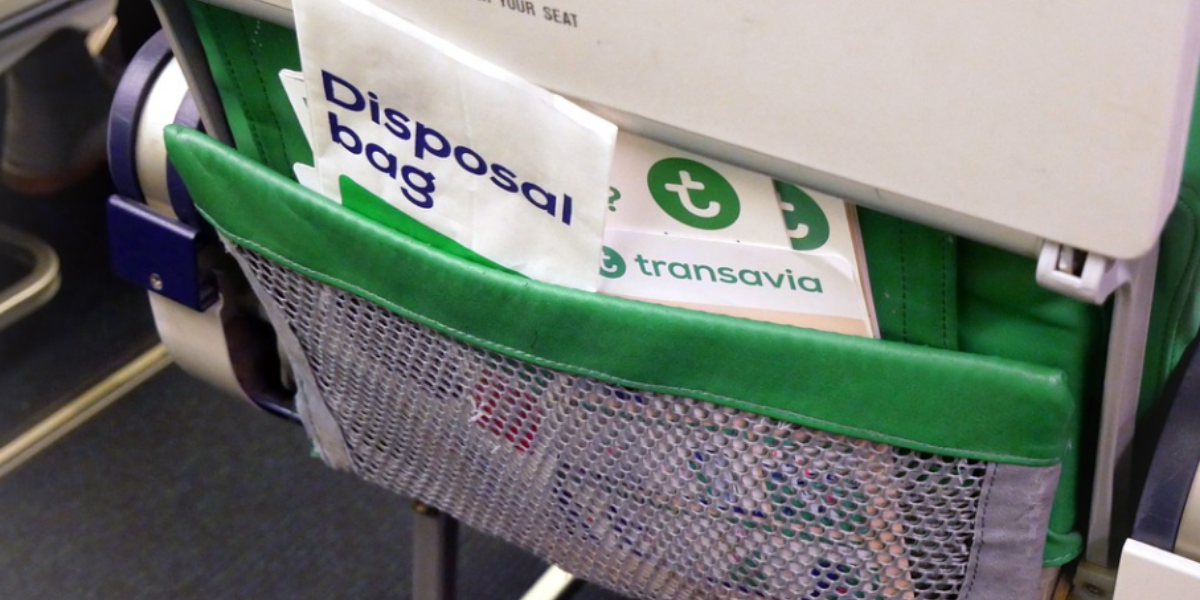 YOUR SEAT
Disposal
bag
?
t
t
transavia